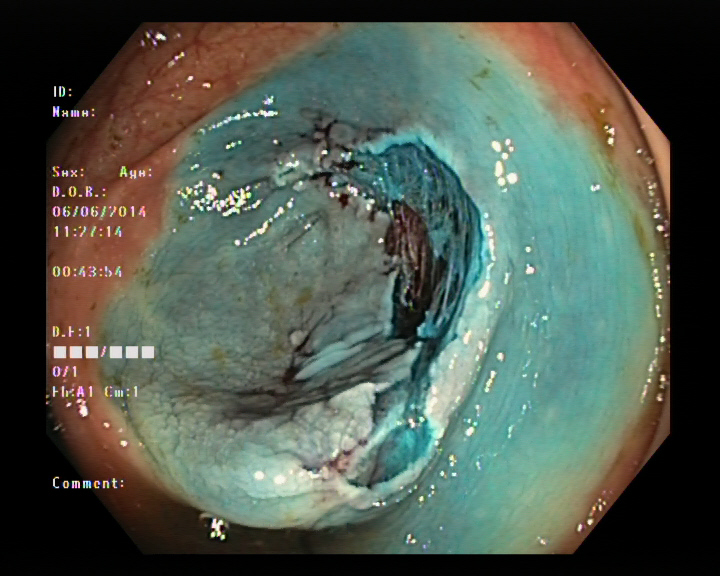 ID:
Name:
Sex: Age:
D.O.B.:
06/06/2014
11:27:14
00:43:54
D.F:1
■■■/■■■
0/1
Eh:A1 Cm:1
Comment: